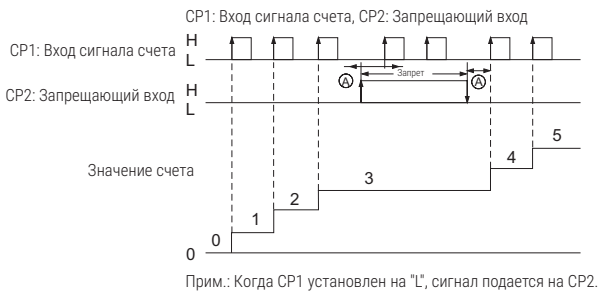 CP1: Вход сигнала счета, CP2: Запрещающий вход
CP1: Вход сигнала счета
H
L
A
Запрет
A
CP2: Запрещающий вход
H
L
Значение счета
0
0
1
2
3
4
5
Прим.: Когда CP1 установлен на "L", сигнал подается на CP2.